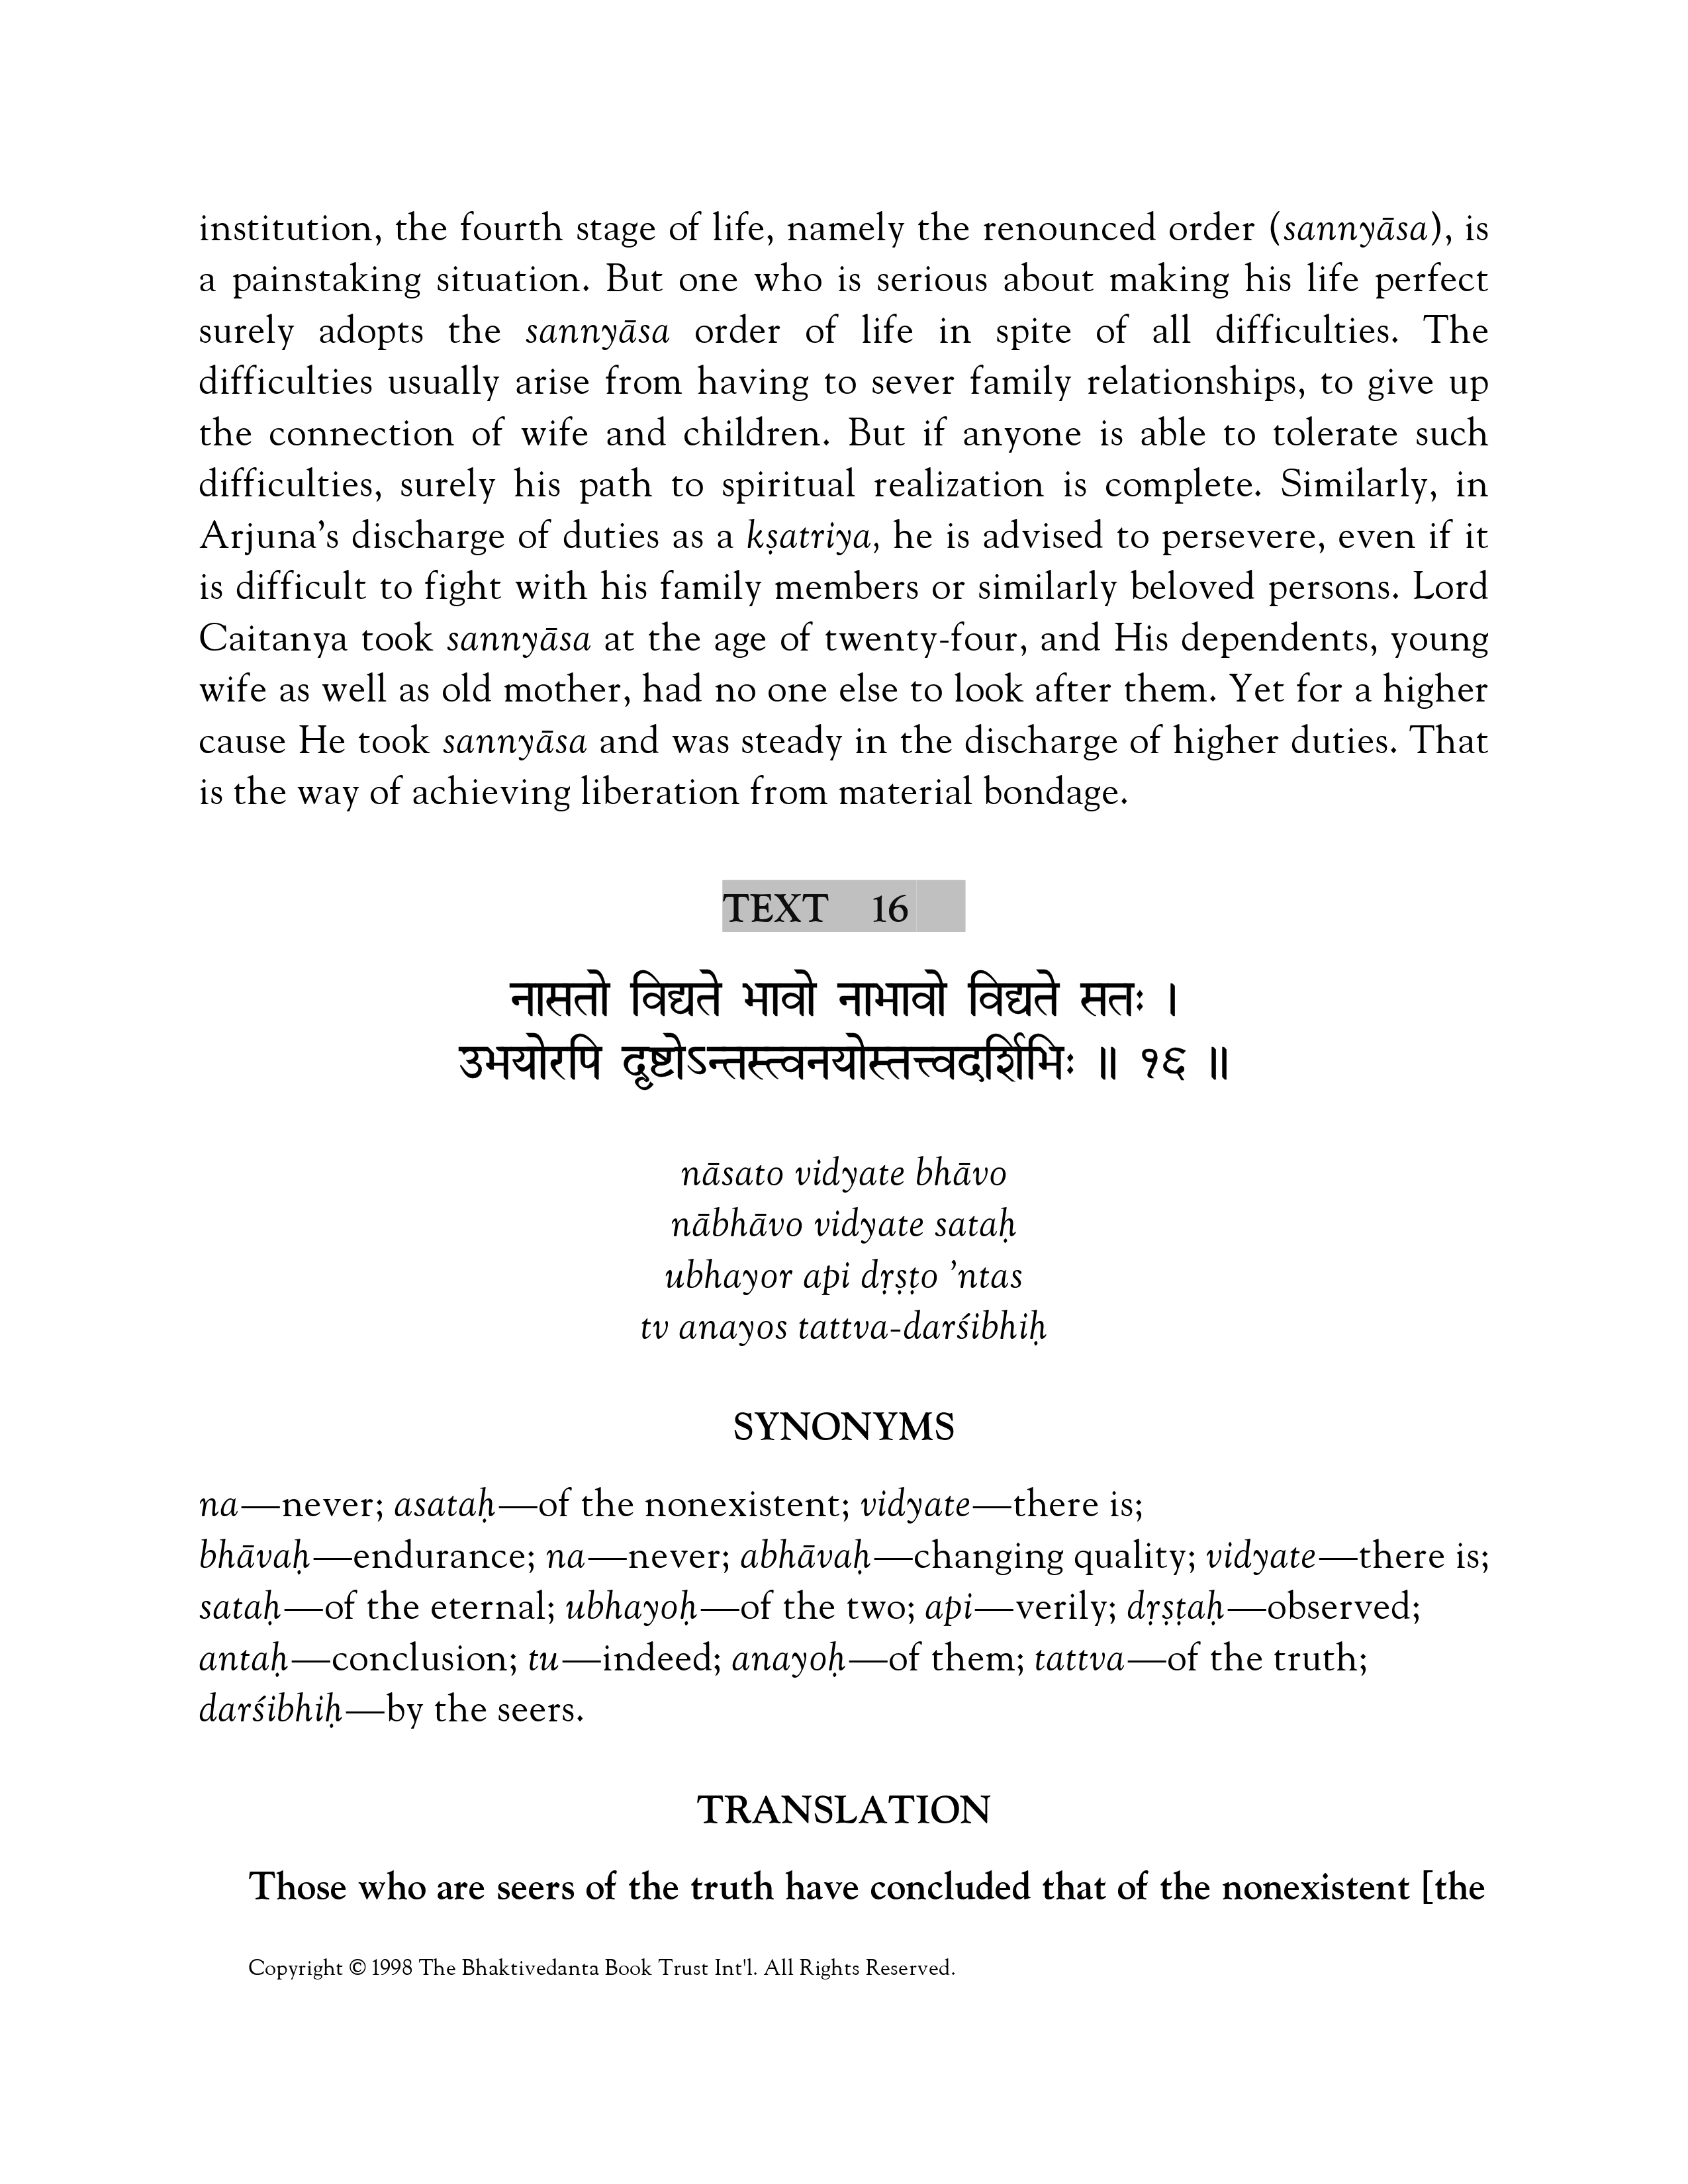 institution, the fourth stage of life, namely the renounced order (sannyāsa), is
a painstaking situation. But one who is serious about making his life perfect
surely adopts the sannyāsa order of life in spite of all difficulties. The
difficulties usually arise from having to sever family relationships, to give up
the connection of wife and children. But if anyone is able to tolerate such
difficulties, surely his path to spiritual realization is complete. Similarly, in
Arjuna’s discharge of duties as a kṣatriya, he is advised to persevere, even if it
is difficult to fight with his family members or similarly beloved persons. Lord
Caitanya took sannyāsa at the age of twenty-four, and His dependents, young
wife as well as old mother, had no one else to look after them. Yet for a higher
cause He took sannyāsa and was steady in the discharge of higher duties. That
is the way of achieving liberation from material bondage.
TEXT 16
नासतो विद्यते भावो नाभावो विद्यते सतः ।
उभयोरपि दृष्टोऽन्तस्त्वनयोस्तत्त्वदर्शिभिः ॥ १६ ॥
nāsato vidyate bhāvo
nābhāvo vidyate sataḥ
ubhayor api dṛṣṭo ’ntas
tv anayos tattva-darśibhiḥ
SYNONYMS
na—never; asataḥ—of the nonexistent; vidyate—there is;
bhāvaḥ—endurance; na—never; abhāvaḥ—changing quality; vidyate—there is;
sataḥ—of the eternal; ubhayoḥ—of the two; api—verily; dṛṣṭaḥ—observed;
antaḥ—conclusion; tu—indeed; anayoḥ—of them; tattva—of the truth;
darśibhiḥ—by the seers.
TRANSLATION
Those who are seers of the truth have concluded that of the nonexistent [the
Copyright © 1998 The Bhaktivedanta Book Trust Int'l. All Rights Reserved.